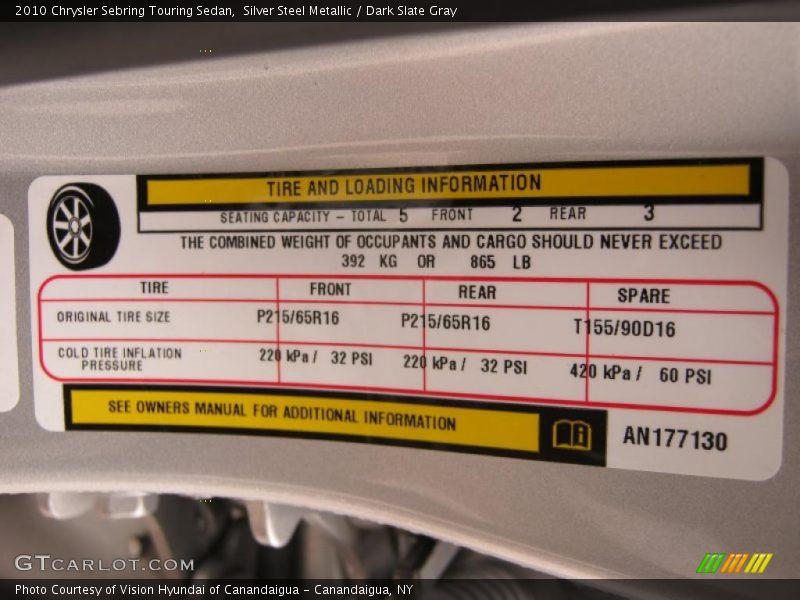 2010 Chrysler Sebring Touring Sedan,  Silver Steel Metallic / Dark Slate Gray
TIRE AND LOADING INFORMATION
SEATING CAPACITY – TOTAL 5 FRONT 2 REAR 3
THE COMBINED WEIGHT OF OCCUPANTS AND CARGO SHOULD NEVER EXCEED
392 KG OR 865 LB
TIRE FRONT REAR SPARE
ORIGINAL TIRE SIZE P215/65R16 P215/65R16 T155/90D16
COLD TIRE INFLATION
PRESSURE 220 kPa / 32 PSI 220 kPa / 32 PSI 420 kPa / 60 PSI
SEE OWNERS MANUAL FOR ADDITIONAL INFORMATION
AN177130
GTCARLOT.COM
Photo Courtesy of Vision Hyundai of Canandaigua – Canandaigua, NY